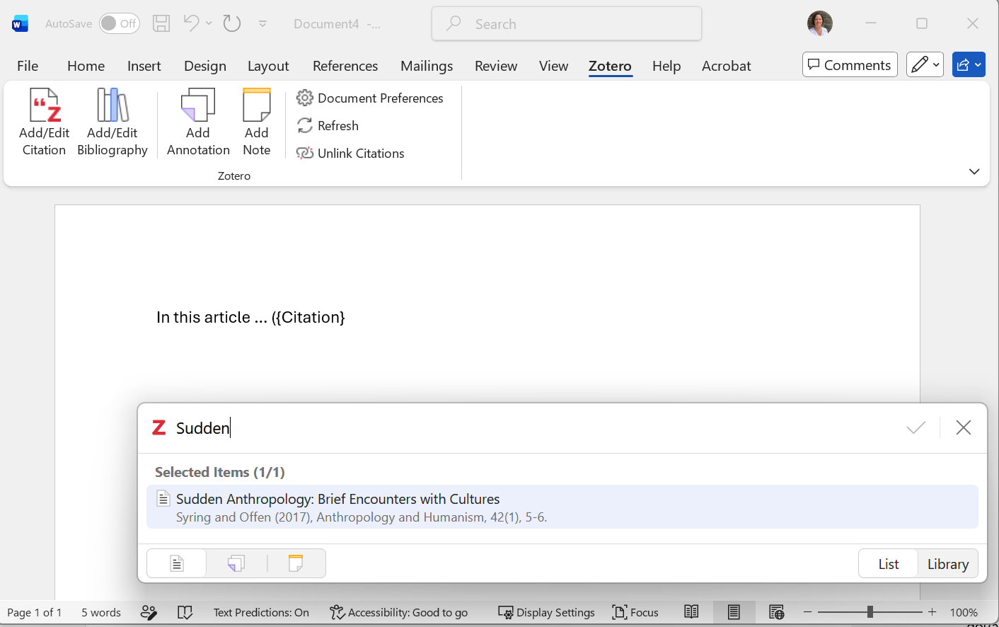 AutoSave Off Document4 -... Search
File Home Insert Design Layout References Mailings Review View Zotero Help Acrobat Comments
Add/Edit Citation
Add/Edit Bibliography
Add Annotation
Add Note
Document Preferences
Refresh
Unlink Citations
Zotero
In this article ... ({Citation}
Z Sudden
Selected Items (1/1)
Sudden Anthropology: Brief Encounters with Cultures
Syring and Offen (2017), Anthropology and Humanism, 42(1), 5-6.
List Library
Page 1 of 1 5 words Text Predictions: On Accessibility: Good to go Display Settings Focus 100%